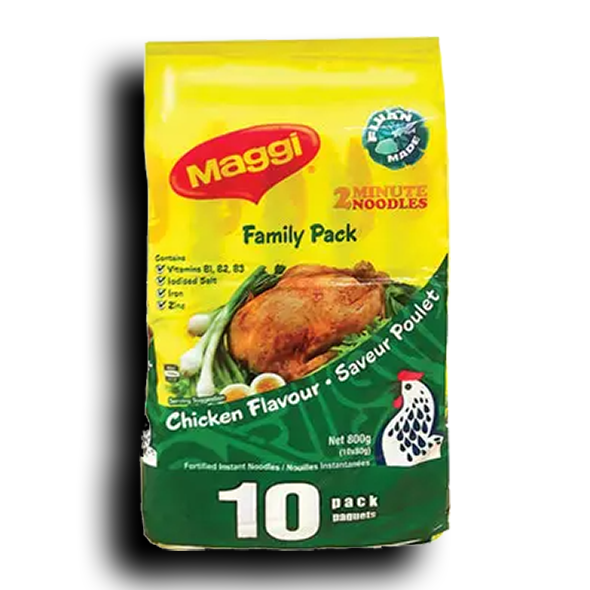 FIJIAN
MADE
Maggi
2 MINUTE
NOODLES
Family Pack
Contains
Vitamins B1, B2, B3
Iodised Salt
Iron
Zinc
Serving Suggestion
Chicken Flavour • Saveur Poulet
Net 800g
(10x80g)
Fortified Instant Noodles / Nouilles Instantanées
10 pack
paquets